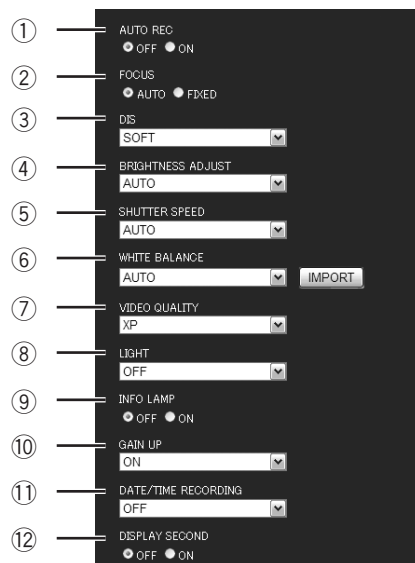 ① AUTO REC
OFF ON
② FOCUS
AUTO FIXED
③ DIS
SOFT
④ BRIGHTNESS ADJUST
AUTO
⑤ SHUTTER SPEED
AUTO
⑥ WHITE BALANCE
AUTO IMPORT
⑦ VIDEO QUALITY
XP
⑧ LIGHT
OFF
⑨ INFO LAMP
OFF ON
⑩ GAIN UP
ON
⑪ DATE/TIME RECORDING
OFF
⑫ DISPLAY SECOND
OFF ON